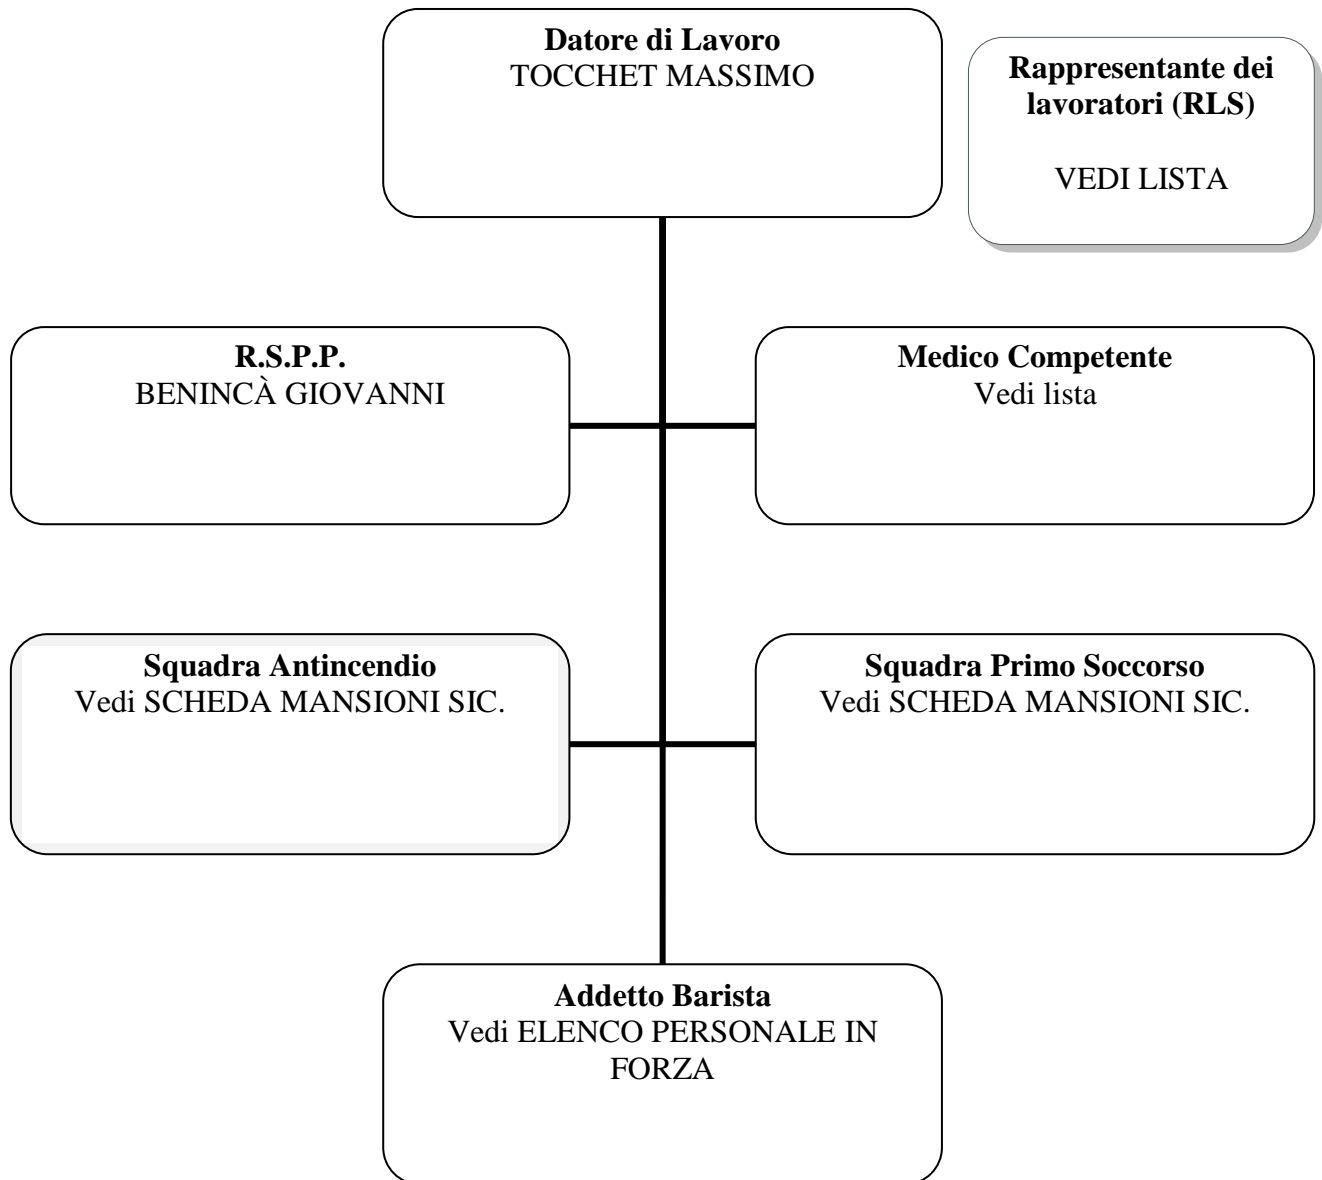 Datore di Lavoro
TOCCHET MASSIMO
Rappresentante dei
lavoratori (RLS)
VEDI LISTA
R.S.P.P.
BENINCÀ GIOVANNI
Medico Competente
Vedi lista
Squadra Antincendio
Vedi SCHEDA MANSIONI SIC.
Squadra Primo Soccorso
Vedi SCHEDA MANSIONI SIC.
Addetto Barista
Vedi ELENCO PERSONALE IN
FORZA